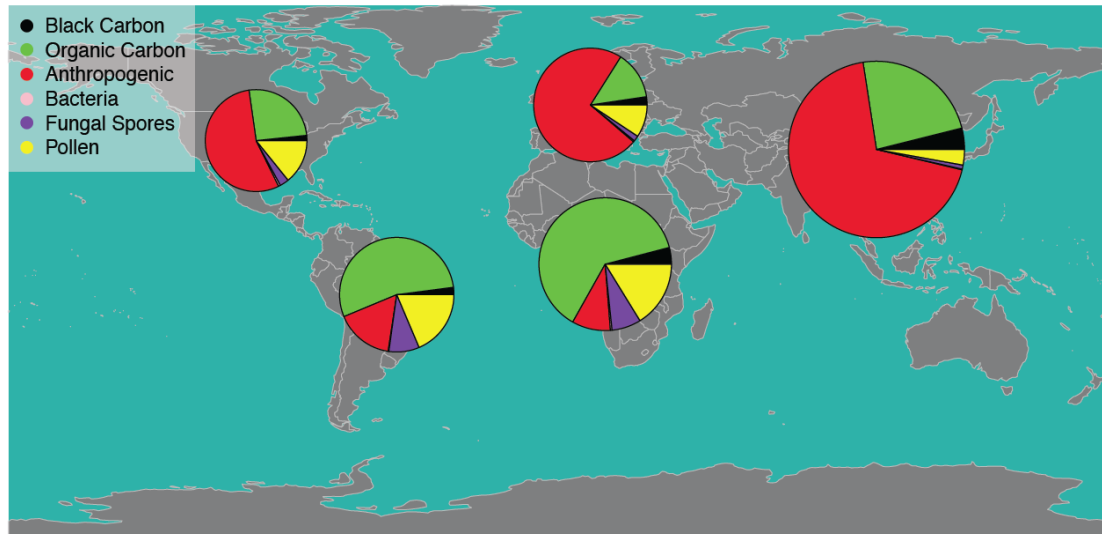 Black Carbon
Organic Carbon
Anthropogenic
Bacteria
Fungal Spores
Pollen